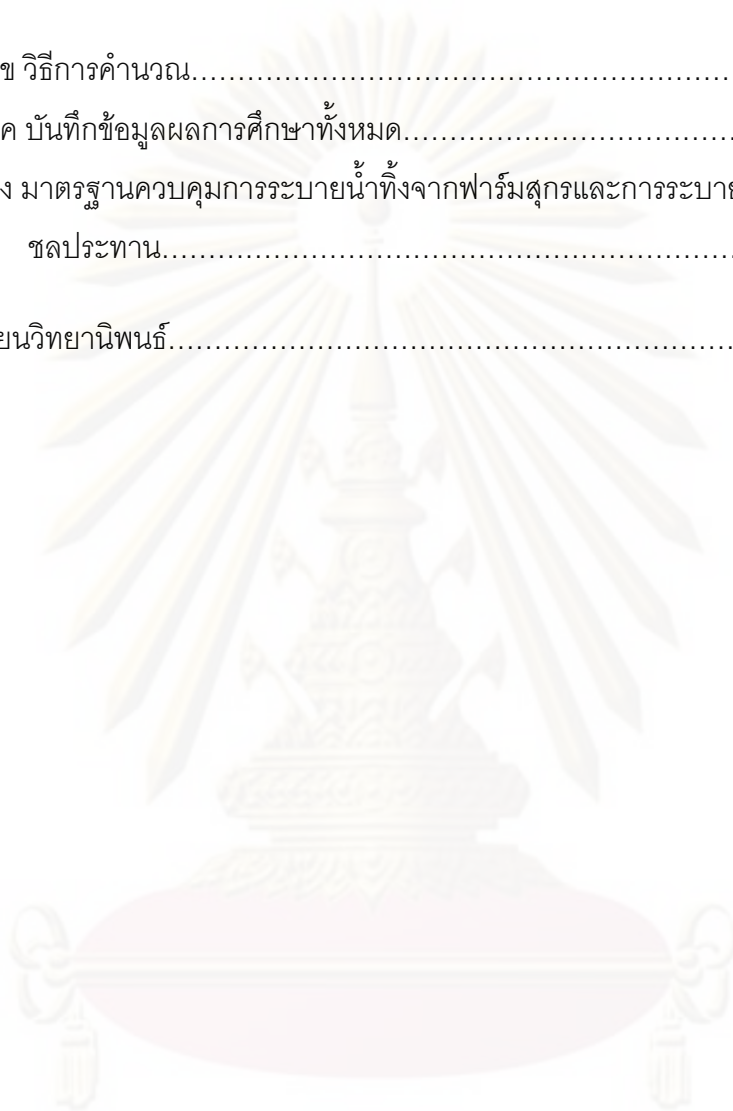 ข วิธีการคำนวณ……………………………………………………
ค บันทึกข้อมูลผลการศึกษาทั้งหมด………………………………
ง มาตรฐานควบคุมการระบายน้ำทิ้งจากฟาร์มสุกรและการระบาย
ชลประทาน…………………………………………………………
ยนวิทยานิพนธ์………………………………………………………